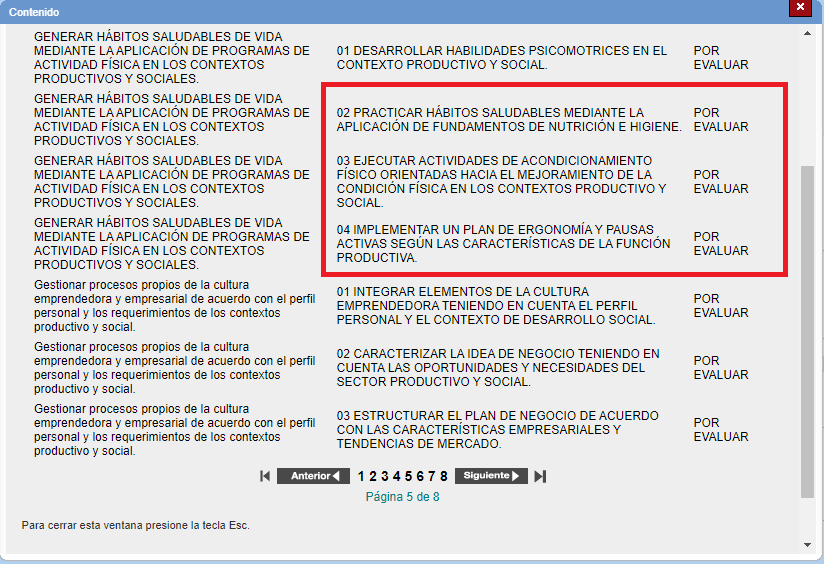 Contenido
GENERAR HÁBITOS SALUDABLES DE VIDA
MEDIANTE LA APLICACIÓN DE PROGRAMAS DE
ACTIVIDAD FÍSICA EN LOS CONTEXTOS
PRODUCTIVOS Y SOCIALES.
01 DESARROLLAR HABILIDADES PSICOMOTRICES EN EL
CONTEXTO PRODUCTIVO Y SOCIAL.
POR
EVALUAR
GENERAR HÁBITOS SALUDABLES DE VIDA
MEDIANTE LA APLICACIÓN DE PROGRAMAS DE
ACTIVIDAD FÍSICA EN LOS CONTEXTOS
PRODUCTIVOS Y SOCIALES.
02 PRACTICAR HÁBITOS SALUDABLES MEDIANTE LA
APLICACIÓN DE FUNDAMENTOS DE NUTRICIÓN E HIGIENE.
POR
EVALUAR
GENERAR HÁBITOS SALUDABLES DE VIDA
MEDIANTE LA APLICACIÓN DE PROGRAMAS DE
ACTIVIDAD FÍSICA EN LOS CONTEXTOS
PRODUCTIVOS Y SOCIALES.
03 EJECUTAR ACTIVIDADES DE ACONDICIONAMIENTO
FÍSICO ORIENTADAS HACIA EL MEJORAMIENTO DE LA
CONDICIÓN FÍSICA EN LOS CONTEXTOS PRODUCTIVO Y
SOCIAL.
POR
EVALUAR
GENERAR HÁBITOS SALUDABLES DE VIDA
MEDIANTE LA APLICACIÓN DE PROGRAMAS DE
ACTIVIDAD FÍSICA EN LOS CONTEXTOS
PRODUCTIVOS Y SOCIALES.
04 IMPLEMENTAR UN PLAN DE ERGONOMÍA Y PAUSAS
ACTIVAS SEGÚN LAS CARACTERÍSTICAS DE LA FUNCIÓN
PRODUCTIVA.
POR
EVALUAR
Gestionar procesos propios de la cultura
emprendedora y empresarial de acuerdo con el perfil
personal y los requerimientos de los contextos
productivo y social.
01 INTEGRAR ELEMENTOS DE LA CULTURA
EMPRENDEDORA TENIENDO EN CUENTA EL PERFIL
PERSONAL Y EL CONTEXTO DE DESARROLLO SOCIAL.
POR
EVALUAR
Gestionar procesos propios de la cultura
emprendedora y empresarial de acuerdo con el perfil
personal y los requerimientos de los contextos
productivo y social.
02 CARACTERIZAR LA IDEA DE NEGOCIO TENIENDO EN
CUENTA LAS OPORTUNIDADES Y NECESIDADES DEL
SECTOR PRODUCTIVO Y SOCIAL.
POR
EVALUAR
Gestionar procesos propios de la cultura
emprendedora y empresarial de acuerdo con el perfil
personal y los requerimientos de los contextos
productivo y social.
03 ESTRUCTURAR EL PLAN DE NEGOCIO DE ACUERDO
CON LAS CARACTERÍSTICAS EMPRESARIALES Y
TENDENCIAS DE MERCADO.
POR
EVALUAR
Anterior 1 2 3 4 5 6 7 8 Siguiente
Página 5 de 8
Para cerrar esta ventana presione la tecla Esc.